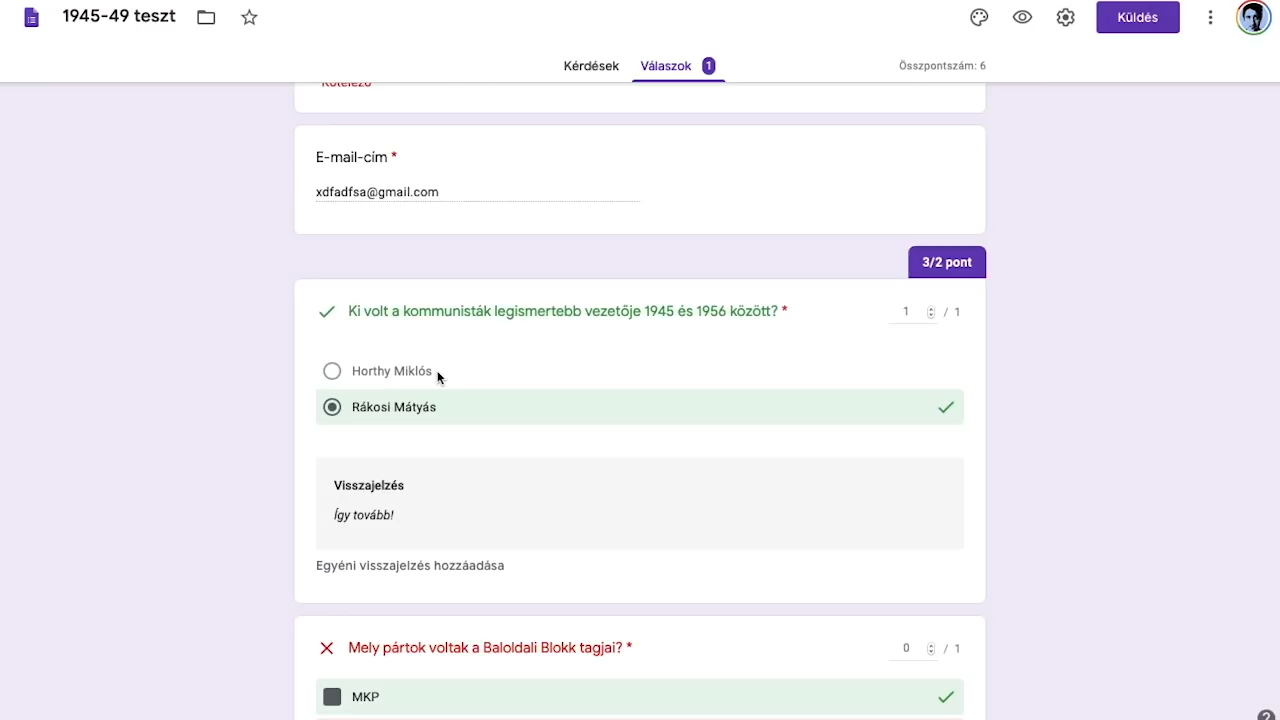 1945-49 teszt
Küldés
Kérdések
Válaszok 1
Összpontszám: 6
Kötelező
E-mail-cím *
xdfadfsa@gmail.com
3/2 pont
Ki volt a kommunisták legismertebb vezetője 1945 és 1956 között? *
1 / 1
Horthy Miklós
Rákosi Mátyás
Visszajelzés
Így tovább!
Egyéni visszajelzés hozzáadása
Mely pártok voltak a Baloldali Blokk tagjai? *
0 / 1
MKP